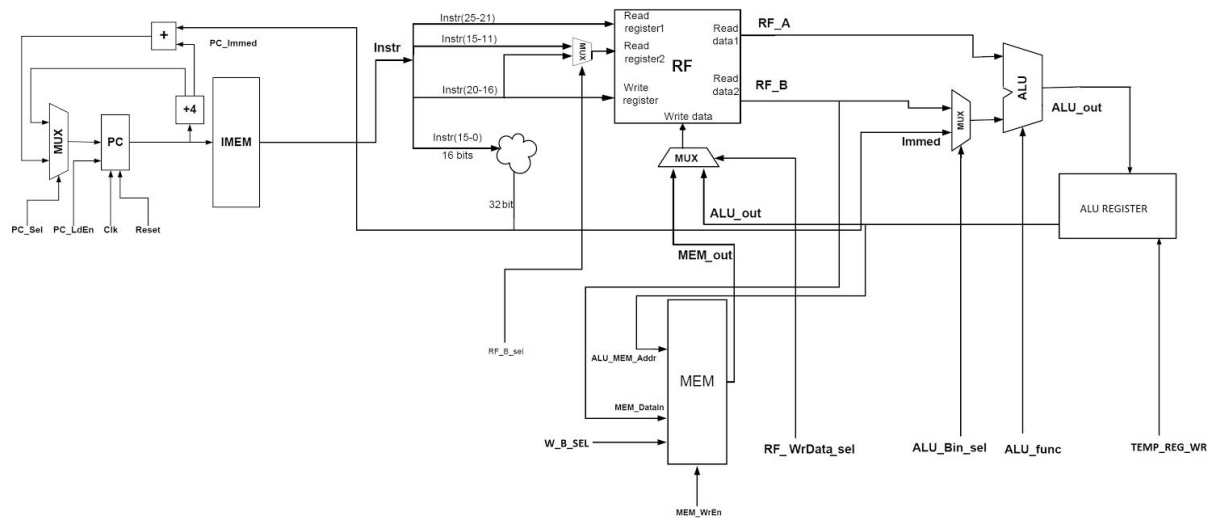 +
PC_Immed
+4
MUX
PC
IMEM
PC_Sel
PC_LdEn
Clk
Reset
Instr
Instr(25-21)
Instr(15-11)
Instr(20-16)
Instr(15-0)
16 bits
32bit
MUX
RF_B_sel
Read
register1
Read
register2
Write
register
RF
Read
data1
Read
data2
Write data
RF_A
RF_B
MUX
ALU_out
MEM_out
Immed
MUX
ALU
ALU_out
ALU REGISTER
ALU_MEM_Addr
MEM
MEM_DataIn
W_B_SEL
MEM_WrEn
RF_WrData_sel
ALU_Bin_sel
ALU_func
TEMP_REG_WR